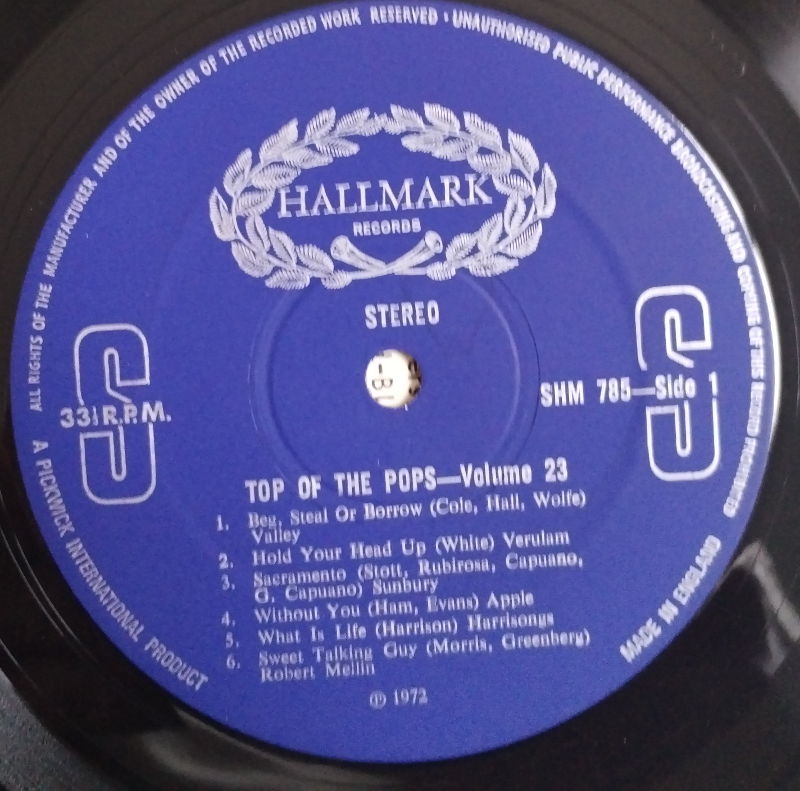 ALL RIGHTS OF THE MANUFACTURER AND OF THE OWNER OF THE RECORDED WORK RESERVED · UNAUTHORISED PUBLIC PERFORMANCE BROADCASTING AND COPYING OF THIS RECORD PROHIBITED
HALLMARK
RECORDS
STEREO
33⅓ R.P.M.
SHM 785—Side 1
TOP OF THE POPS—Volume 23
1. Beg, Steal Or Borrow (Cole, Hall, Wolfe)
Valley
2. Hold Your Head Up (White) Verulam
3. Sacramento (Stott, Rubirosa, Capuano,
G. Capuano) Sunbury
4. Without You (Ham, Evans) Apple
5. What Is Life (Harrison) Harrisongs
6. Sweet Talking Guy (Morris, Greenberg)
Robert Mellin
℗ 1972
A PICKWICK INTERNATIONAL PRODUCT
MADE IN ENGLAND